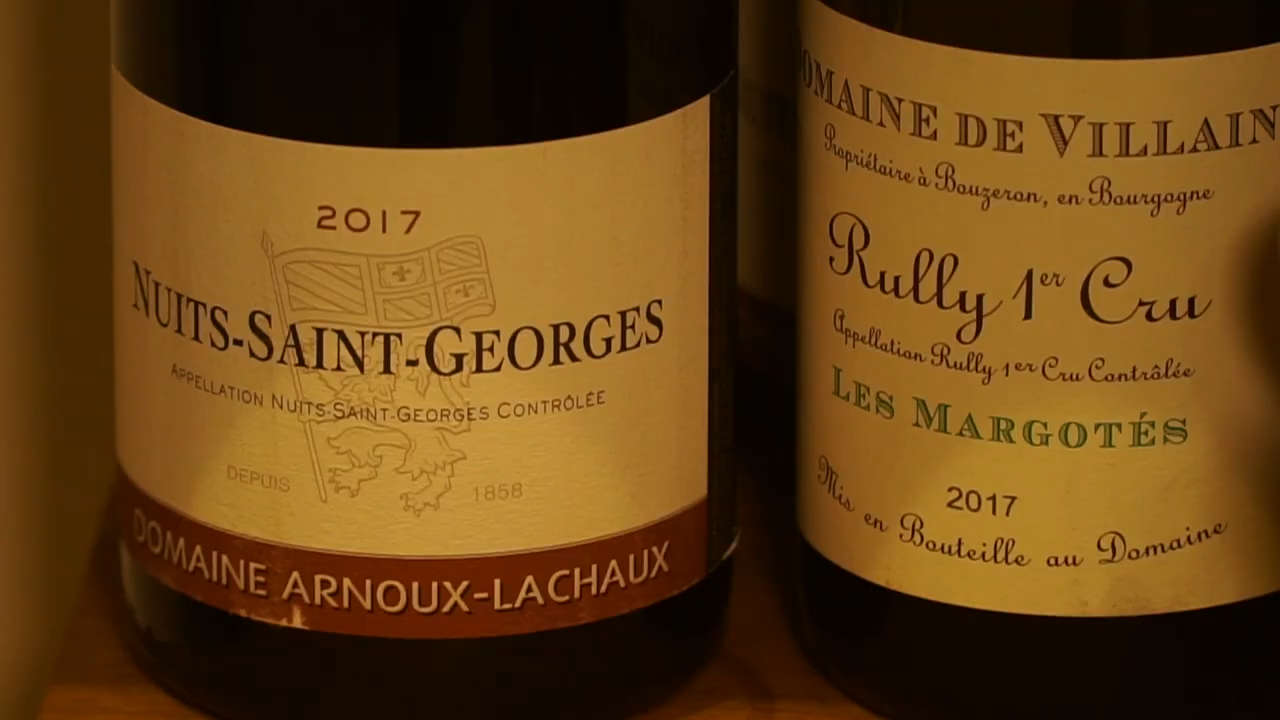 2017
NUITS-SAINT-GEORGES
APPELLATION NUITS-SAINT-GEORGES CONTRÔLÉE
DEPUIS 1858
DOMAINE ARNOUX-LACHAUX
DOMAINE DE VILLAIN
Propriétaire à Bouzeron, en Bourgogne
Rully 1er Cru
Appellation Rully 1er Cru Contrôlée
LES MARGOTÉS
2017
Mis en Bouteille au Domaine